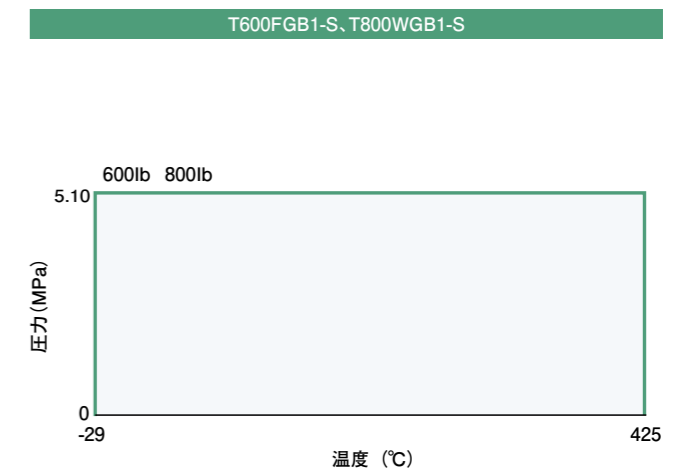 T600FGB1-S、T800WGB1-S
600lb 800lb
5.10
圧力(MPa)
0
-29
425
温度 (℃)